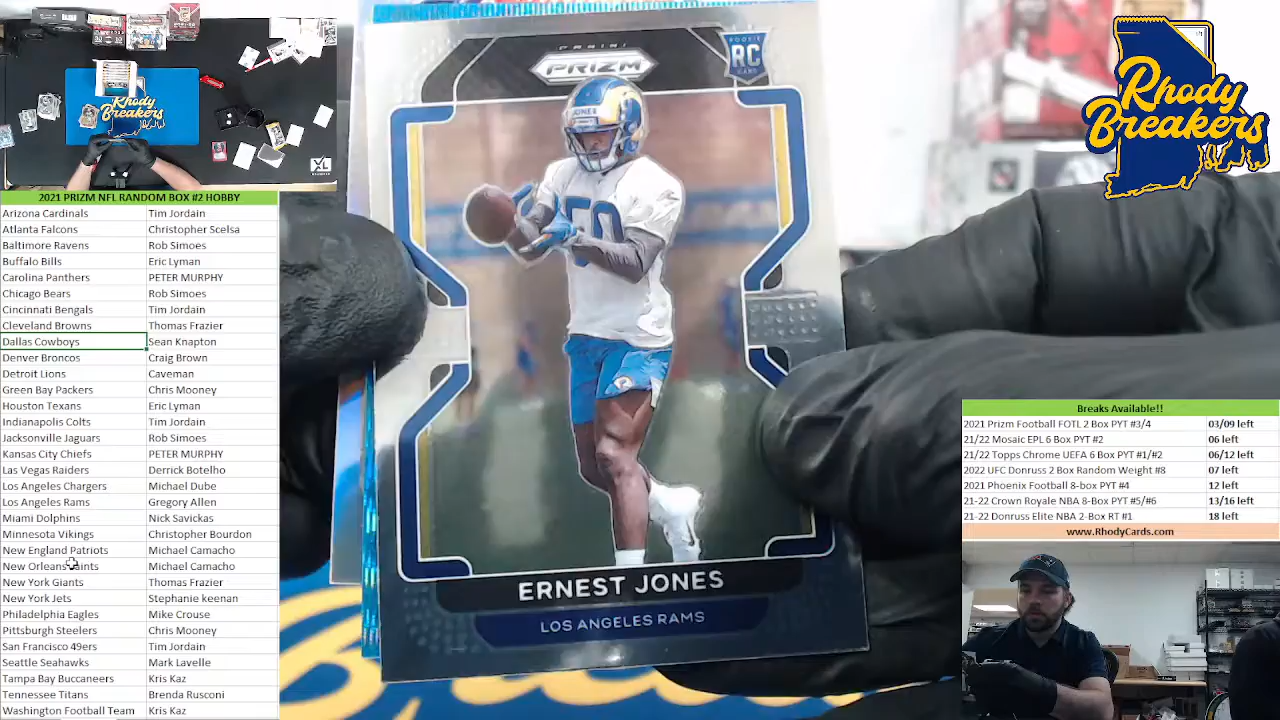 Rhody
Breakers
XL
2021 PRIZM NFL RANDOM BOX #2 HOBBY
Arizona Cardinals Tim Jordain
Atlanta Falcons Christopher Scelsa
Baltimore Ravens Rob Simoes
Buffalo Bills Eric Lyman
Carolina Panthers PETER MURPHY
Chicago Bears Rob Simoes
Cincinnati Bengals Tim Jordain
Cleveland Browns Thomas Frazier
Dallas Cowboys Sean Knapton
Denver Broncos Craig Brown
Detroit Lions Caveman
Green Bay Packers Chris Mooney
Houston Texans Eric Lyman
Indianapolis Colts Tim Jordain
Jacksonville Jaguars Rob Simoes
Kansas City Chiefs PETER MURPHY
Las Vegas Raiders Derrick Botelho
Los Angeles Chargers Michael Dube
Los Angeles Rams Gregory Allen
Miami Dolphins Nick Savickas
Minnesota Vikings Christopher Bourdon
New England Patriots Michael Camacho
New Orleans Saints Michael Camacho
New York Giants Thomas Frazier
New York Jets Stephanie keenan
Philadelphia Eagles Mike Crouse
Pittsburgh Steelers Chris Mooney
San Francisco 49ers Tim Jordain
Seattle Seahawks Mark Lavelle
Tampa Bay Buccaneers Kris Kaz
Tennessee Titans Brenda Rusconi
Washington Football Team Kris Kaz
PANINI
PRIZM
ROOKIE
RC
JONES
50
ERNEST JONES
LOS ANGELES RAMS
Rhody
Breakers
Breaks Available!!
2021 Prizm Football FOTL 2 Box PYT #3/4 03/09 left
21/22 Mosaic EPL 6 Box PYT #2 06 left
21/22 Topps Chrome UEFA 6 Box PYT #1/#2 06/12 left
2022 UFC Donruss 2 Box Random Weight #8 07 left
2021 Phoenix Football 8-box PYT #4 12 left
21-22 Crown Royale NBA 8-Box PYT #5/#6 13/16 left
21-22 Donruss Elite NBA 2-Box RT #1 18 left
www.RhodyCards.com